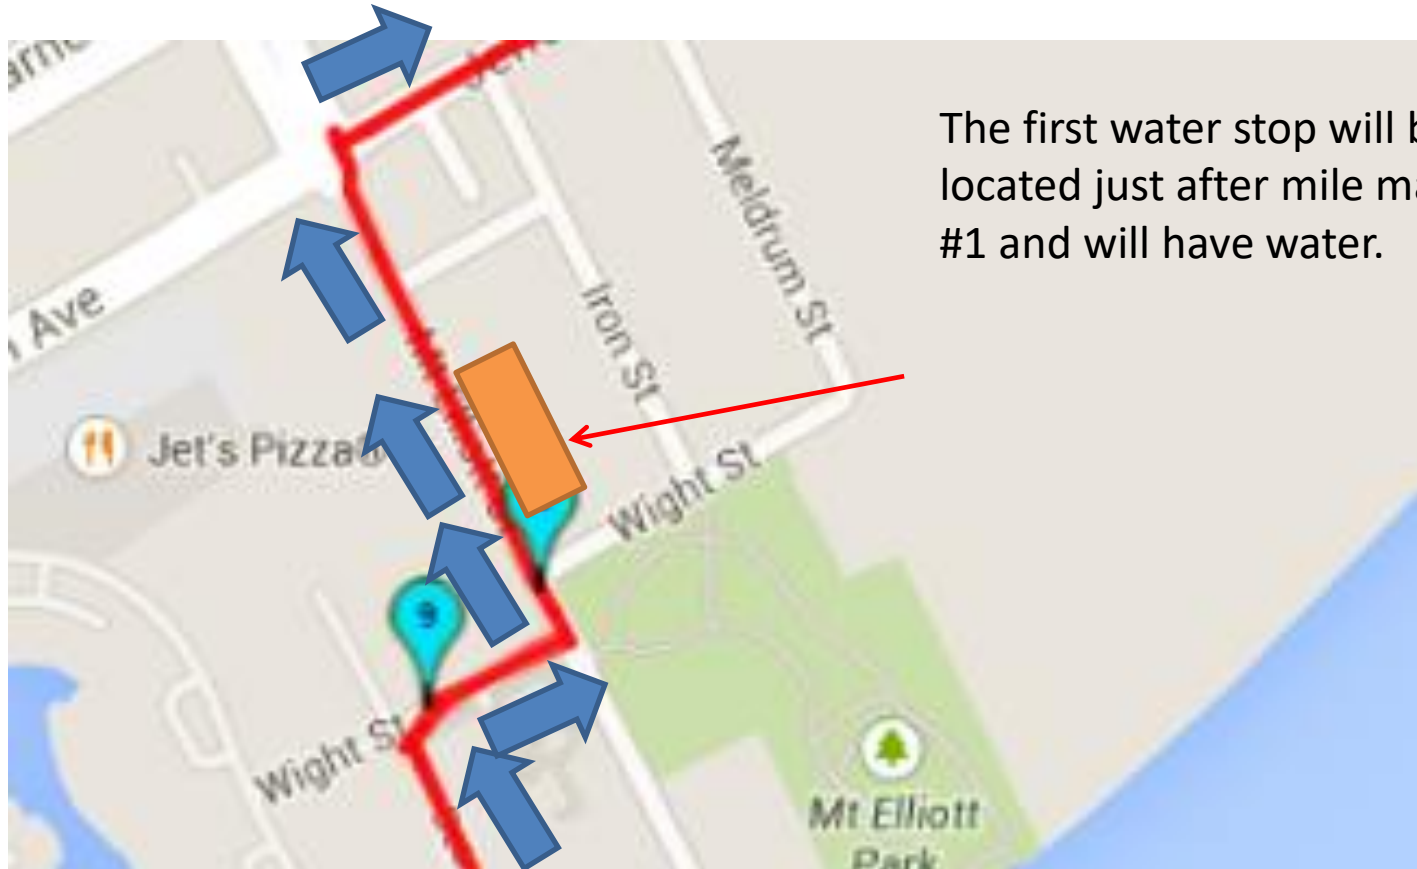 The first water stop will b
located just after mile ma
#1 and will have water.
Meldrum St
Iron St
Ave
Jet's Pizza
Wight St
9
Wight St
Mt Elliott
Park